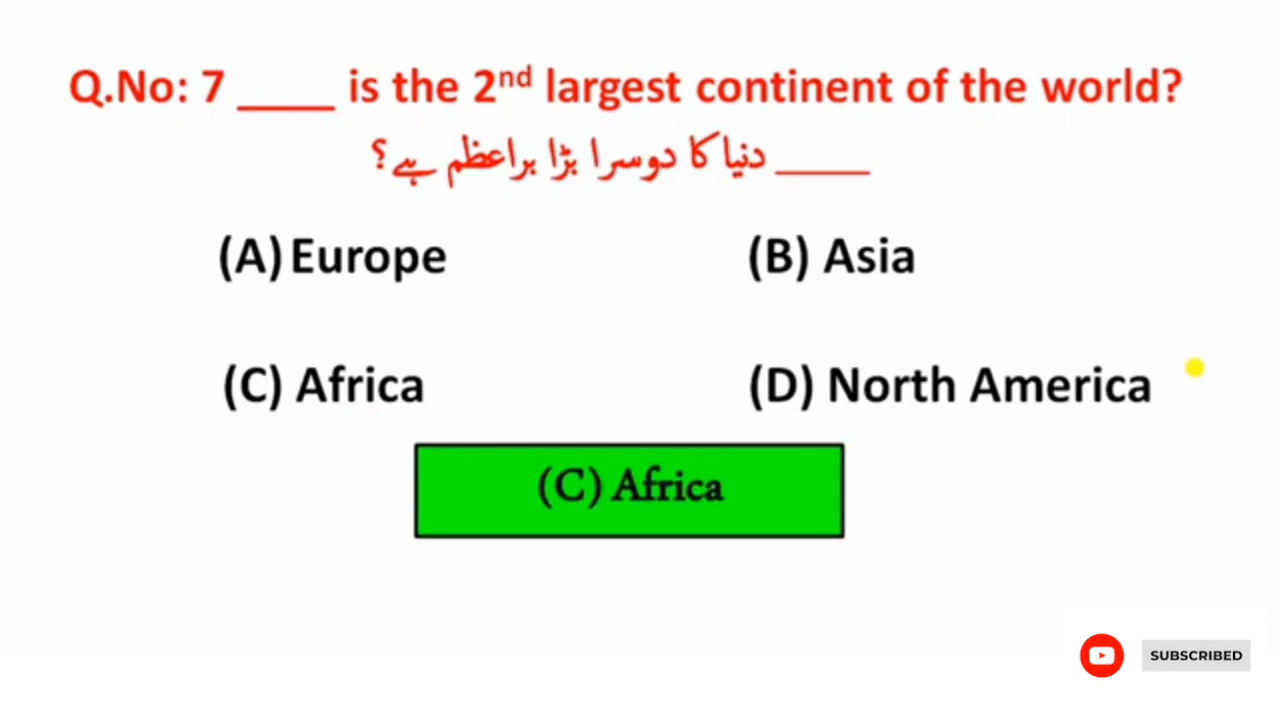 Q.No: 7 ____ is the 2nd largest continent of the world?
____ دنیا کا دوسرا بڑا براعظم ہے؟
(A) Europe
(B) Asia
(C) Africa
(D) North America
(C) Africa
SUBSCRIBED